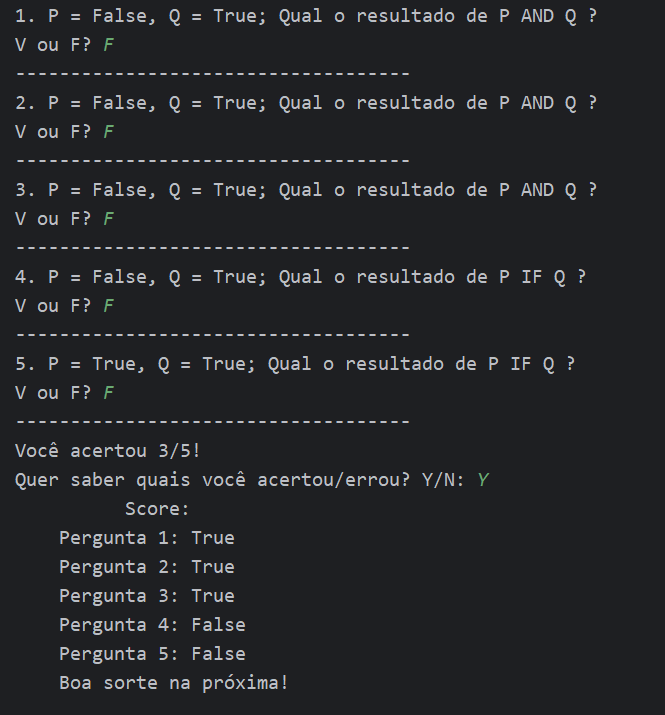 1. P = False, Q = True; Qual o resultado de P AND Q ?
V ou F? F
------------------------------------
2. P = False, Q = True; Qual o resultado de P AND Q ?
V ou F? F
------------------------------------
3. P = False, Q = True; Qual o resultado de P AND Q ?
V ou F? F
------------------------------------
4. P = False, Q = True; Qual o resultado de P IF Q ?
V ou F? F
------------------------------------
5. P = True, Q = True; Qual o resultado de P IF Q ?
V ou F? F
------------------------------------
Você acertou 3/5!
Quer saber quais você acertou/errou? Y/N: Y
Score:
Pergunta 1: True
Pergunta 2: True
Pergunta 3: True
Pergunta 4: False
Pergunta 5: False
Boa sorte na próxima!